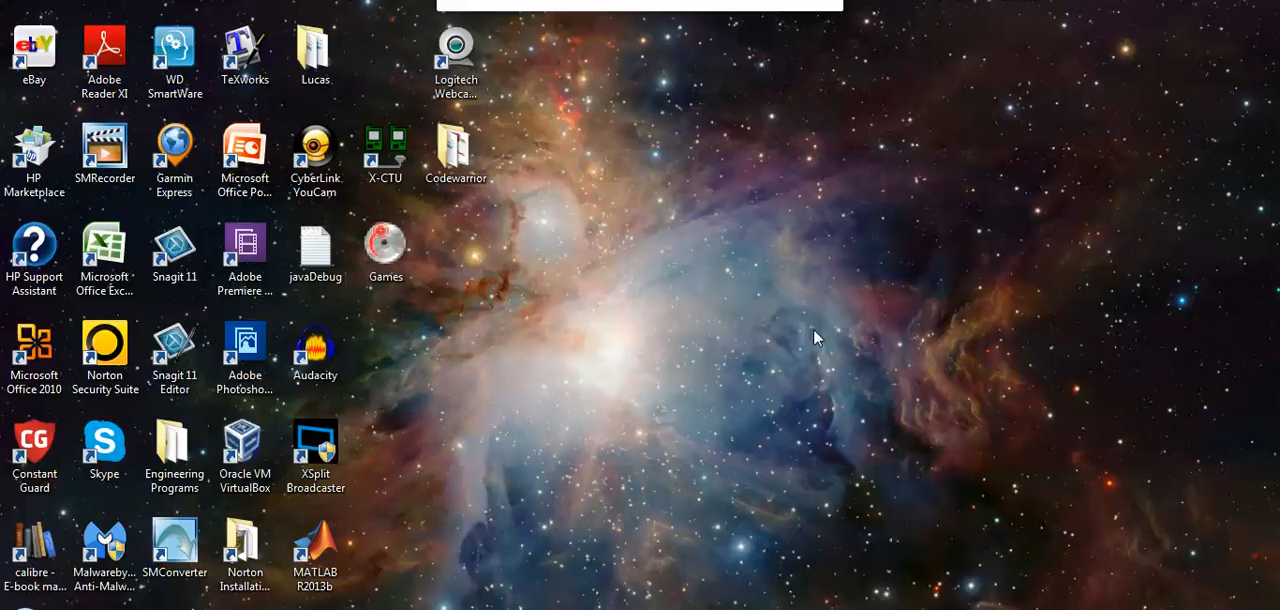 eBay
Adobe
Reader XI
WD
SmartWare
TeXworks
Lucas
Logitech
Webca...
HP
Marketplace
SMRecorder
Garmin
Express
Microsoft
Office Po...
CyberLink
YouCam
X-CTU
Codewarrior
HP Support
Assistant
Microsoft
Office Exc...
Snagit 11
Adobe
Premiere ...
javaDebug
Games
Microsoft
Office 2010
Norton
Security Suite
Snagit 11
Editor
Adobe
Photosho...
Audacity
CG
Constant
Guard
Skype
Engineering
Programs
Oracle VM
VirtualBox
XSplit
Broadcaster
calibre -
E-book ma...
Malwareby...
Anti-Malw...
SMConverter
Norton
Installati...
MATLAB
R2013b